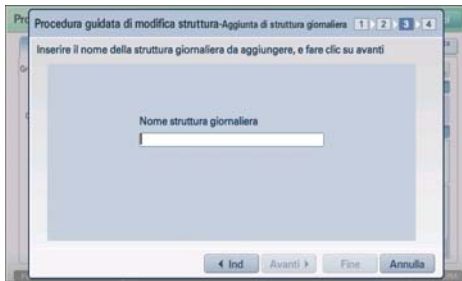 Procedura guidata di modifica struttura-Aggiunta di struttura giornaliera 1 2 3 4
Inserire il nome della struttura giornaliera da aggiungere, e fare clic su avanti
Nome struttura giornaliera
Ind Avanti Fine Annulla